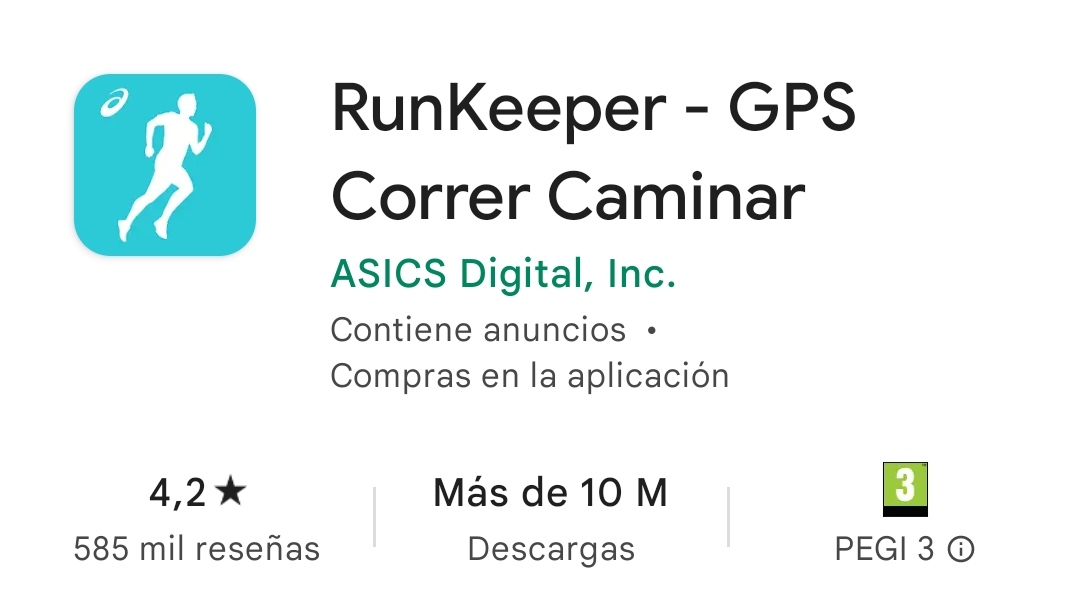 RunKeeper - GPS
Correr Caminar
ASICS Digital, Inc.
Contiene anuncios •
Compras en la aplicación
4,2★
585 mil reseñas
Más de 10 M
Descargas
3
PEGI 3